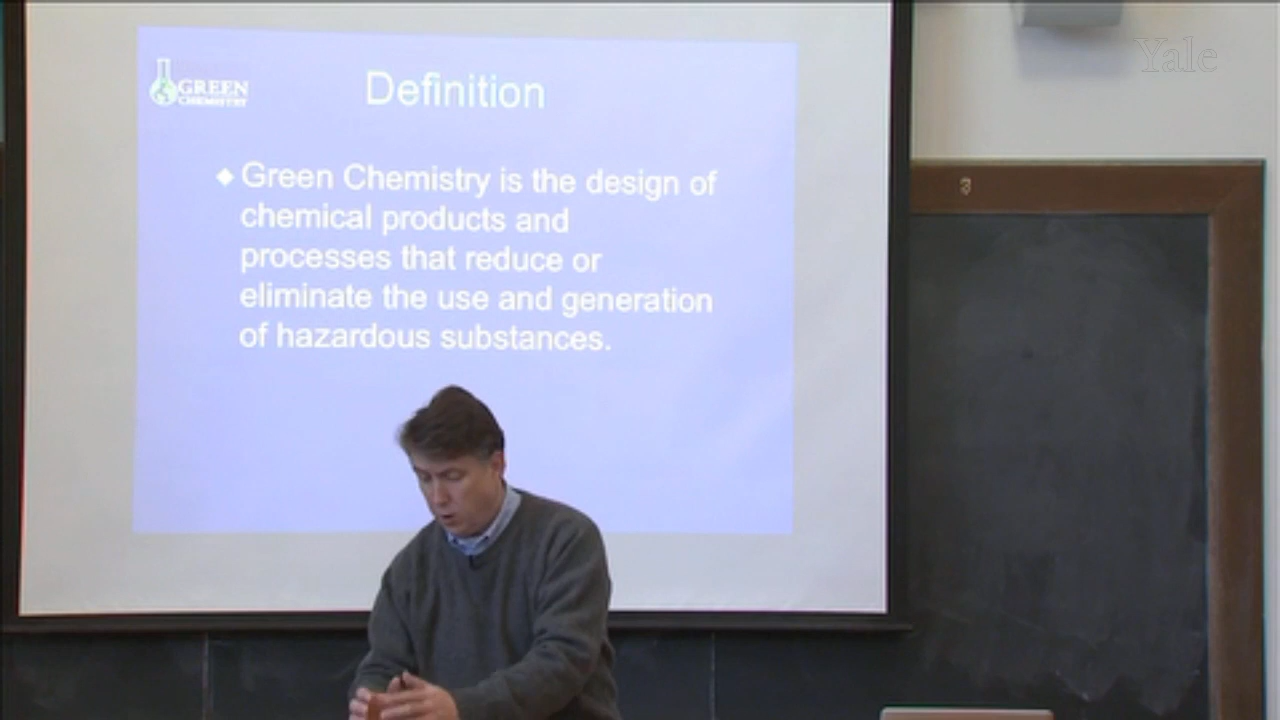 Yale
GREEN
CHEMISTRY
Definition
Green Chemistry is the design of
chemical products and
processes that reduce or
eliminate the use and generation
of hazardous substances.
3